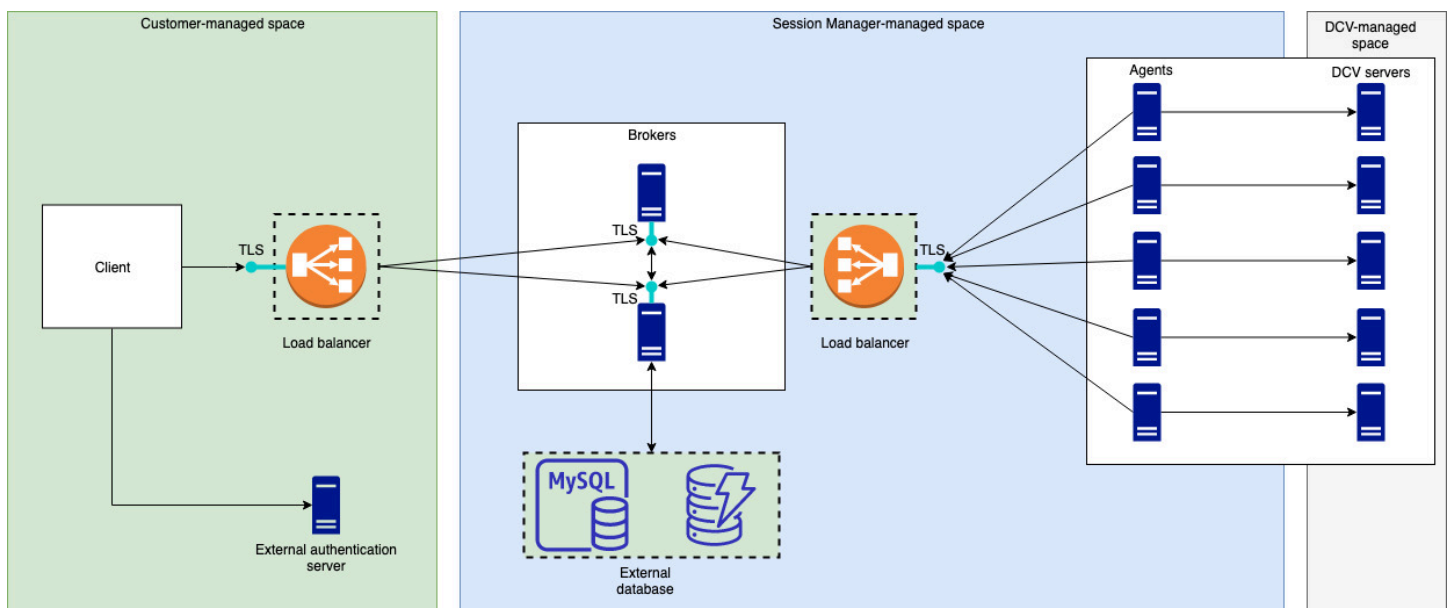 Customer-managed space
Session Manager-managed space
DCV-managed
space
Agents
DCV servers
Brokers
TLS
TLS
TLS
TLS
Client
Load balancer
Load balancer
MySQL
External authentication
server
External
database